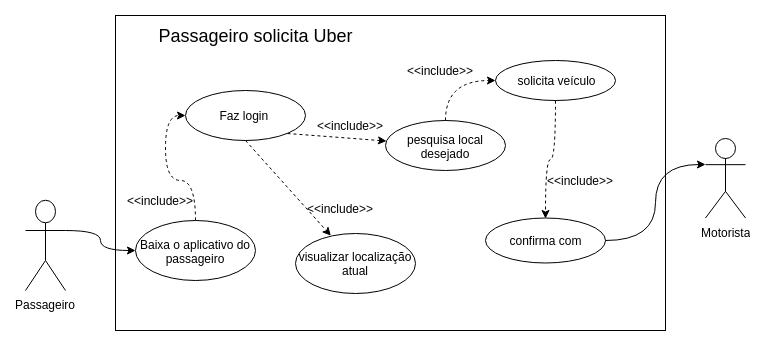 Passageiro solicita Uber
<<include>>
solicita veículo
Faz login
<<include>>
pesquisa local
desejado
<<include>>
<<include>>
<<include>>
Motorista
Baixa o aplicativo do
passageiro
visualizar localização
atual
confirma com
Passageiro